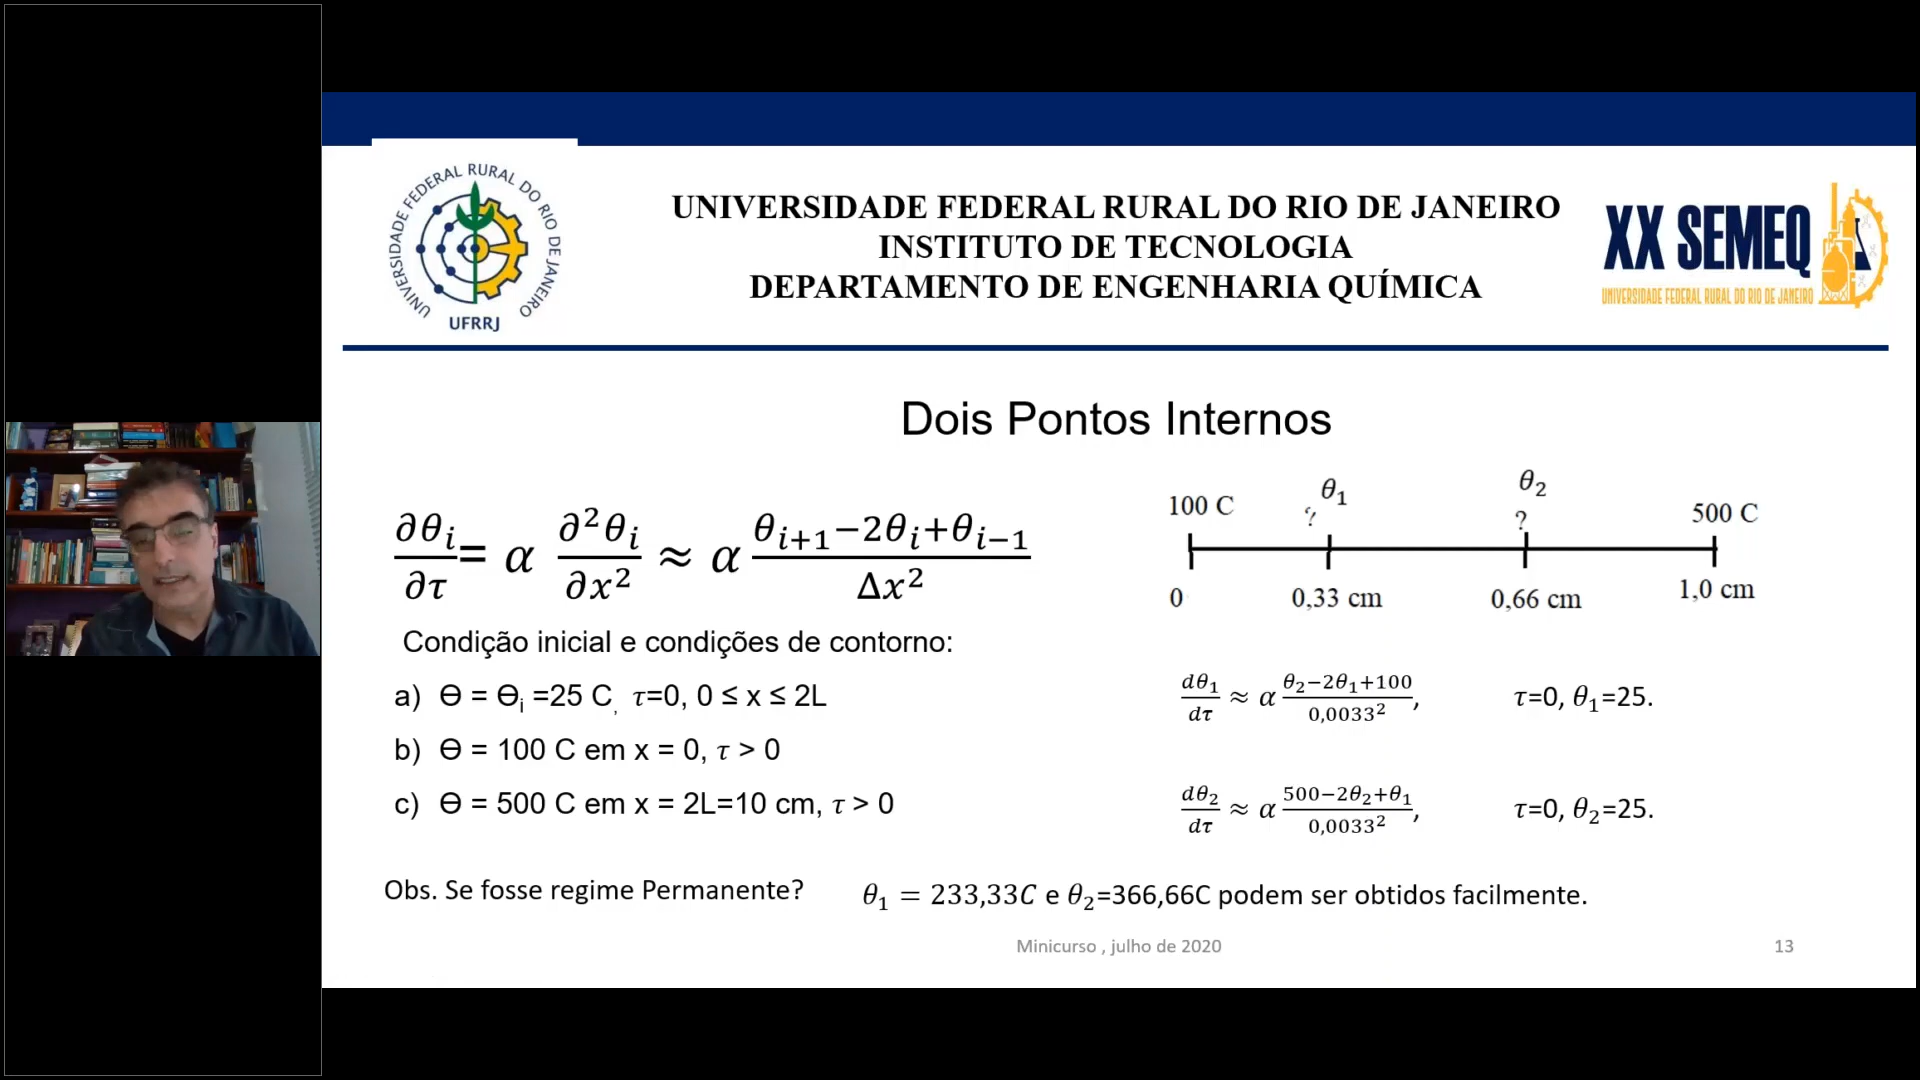 UNIVERSIDADE FEDERAL RURAL DO RIO DE JANEIRO
UFRRJ
UNIVERSIDADE FEDERAL RURAL DO RIO DE JANEIRO
INSTITUTO DE TECNOLOGIA
DEPARTAMENTO DE ENGENHARIA QUÍMICA
XX SEMEQ
UNIVERSIDADE FEDERAL RURAL DO RIO DE JANEIRO
Dois Pontos Internos
∂θᵢ/∂τ = α ∂²θᵢ/∂x² ≈ α (θᵢ₊₁−2θᵢ+θᵢ₋₁)/Δx²
100 C θ₁ ? θ₂ ? 500 C
0 0,33 cm 0,66 cm 1,0 cm
Condição inicial e condições de contorno:
a) Ɵ = Ɵᵢ =25 C, τ=0, 0 ≤ x ≤ 2L
b) Ɵ = 100 C em x = 0, τ > 0
c) Ɵ = 500 C em x = 2L=10 cm, τ > 0
dθ₁/dτ ≈ α (θ₂−2θ₁+100)/0,0033², τ=0, θ₁=25.
dθ₂/dτ ≈ α (500−2θ₂+θ₁)/0,0033², τ=0, θ₂=25.
Obs. Se fosse regime Permanente? θ₁ = 233,33C e θ₂=366,66C podem ser obtidos facilmente.
Minicurso , julho de 2020
13